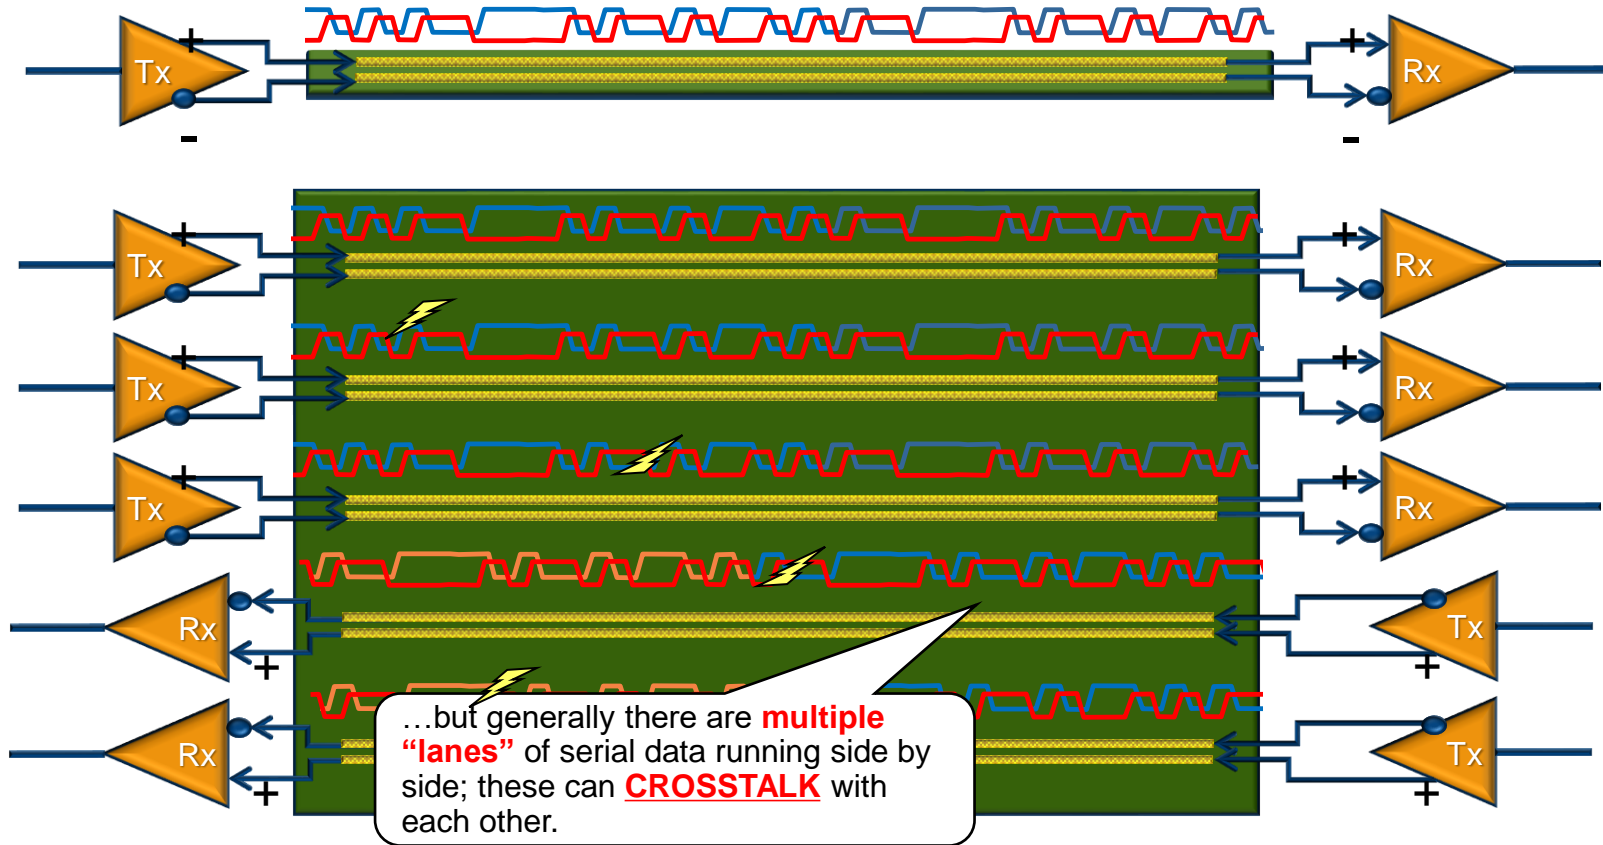 +
Tx
-
+
Rx
-
+
Tx
+
Rx
+
Tx
+
Rx
+
Tx
+
Rx
Rx
+
Tx
+
Rx
+
Tx
+
…but generally there are multiple
“lanes” of serial data running side by
side; these can CROSSTALK with
each other.